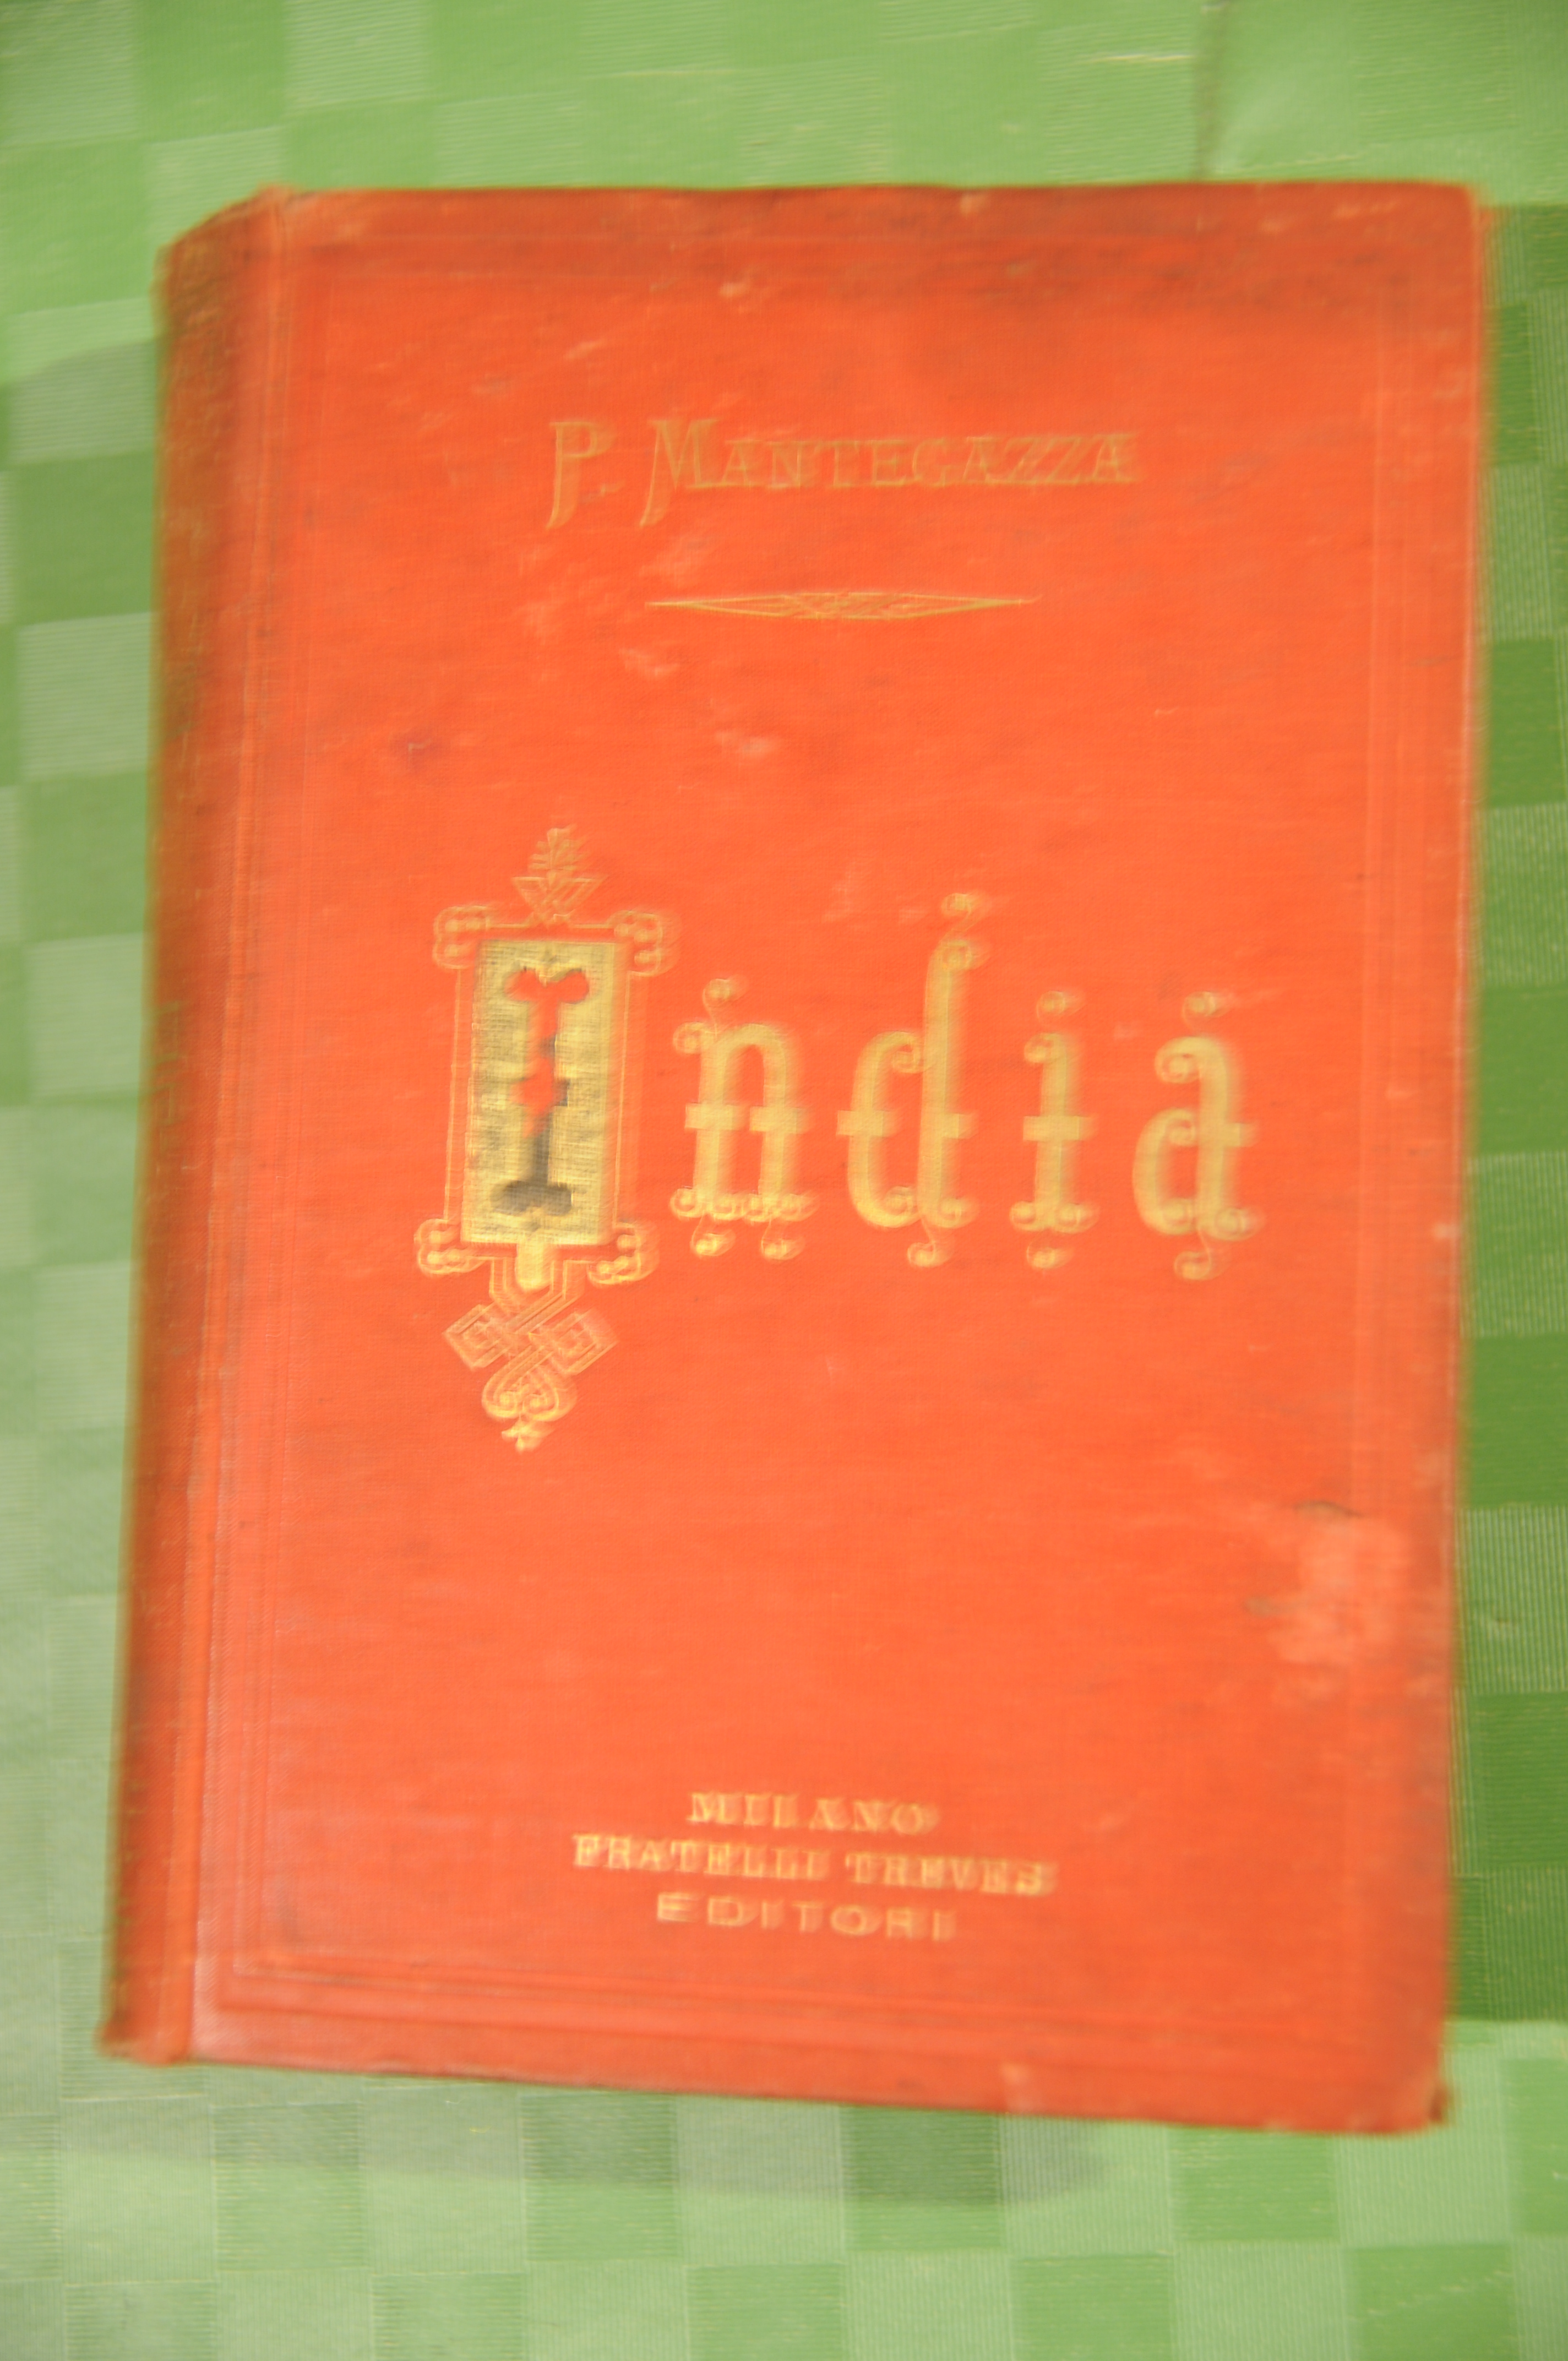 P. MANTEGAZZA
India
MILANO
FRATELLI TREVES
EDITORI